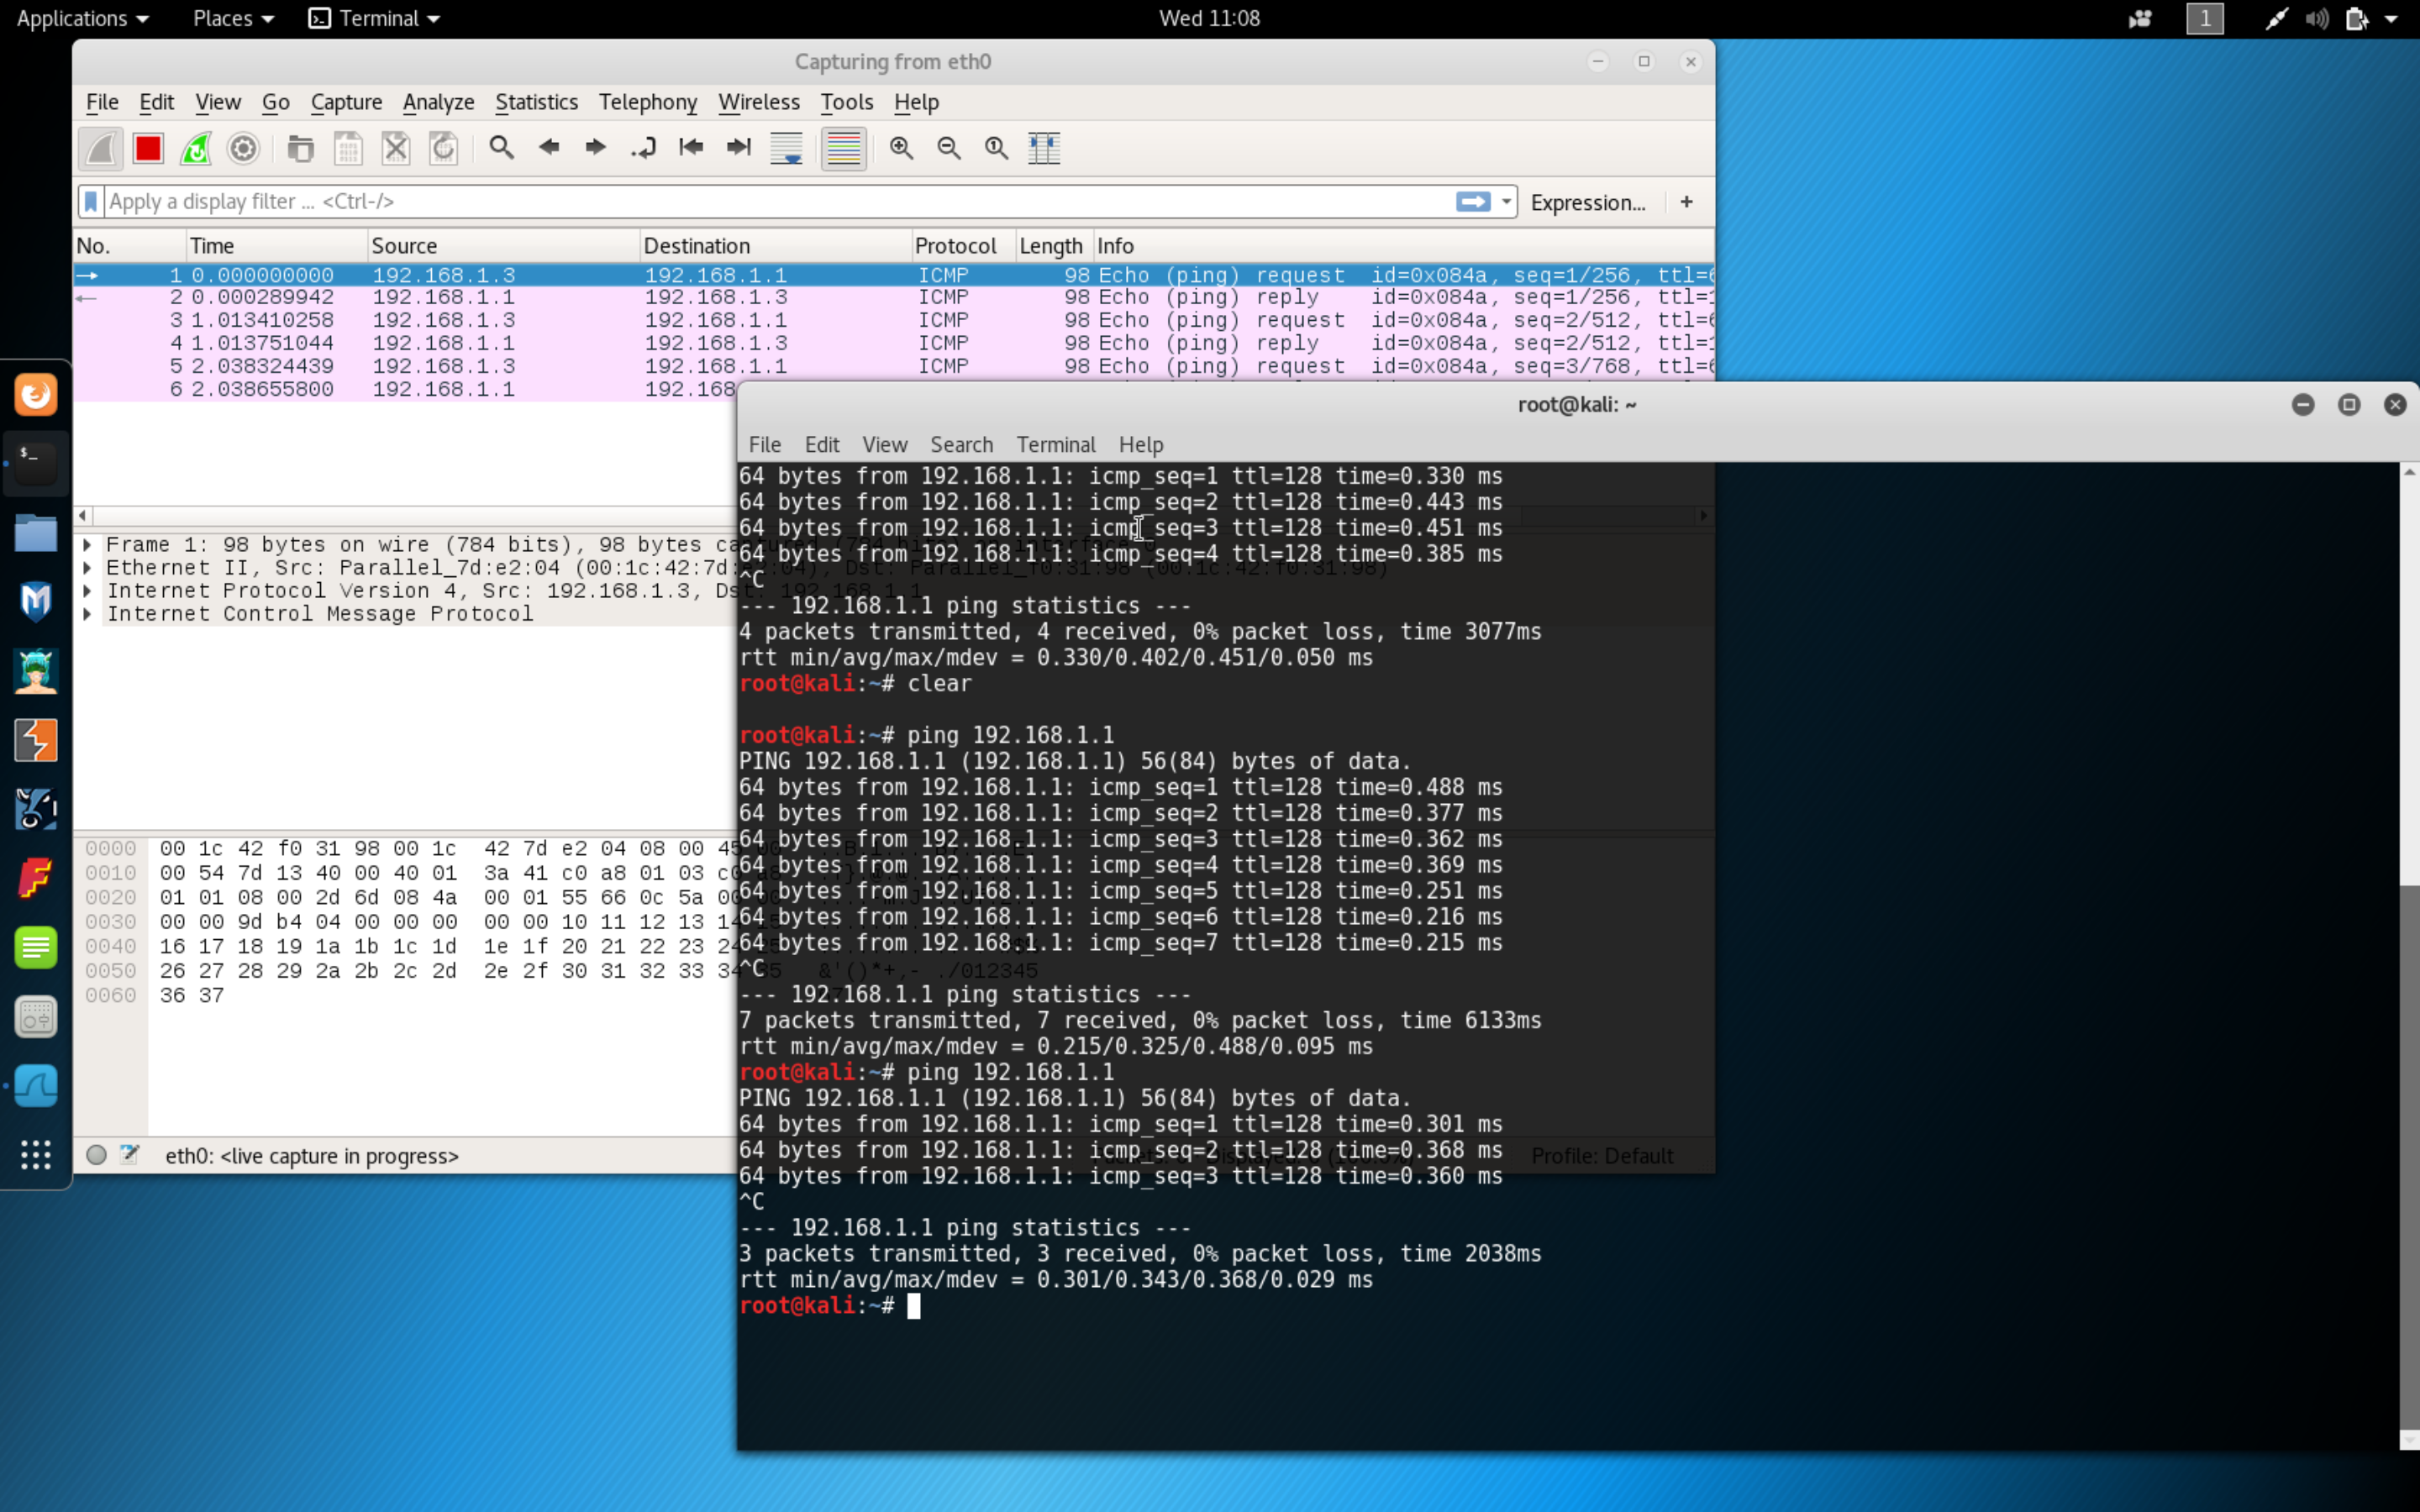 Applications Places Terminal Wed 11:08 1
Capturing from eth0
File Edit View Go Capture Analyze Statistics Telephony Wireless Tools Help
Apply a display filter ... <Ctrl-/> Expression... +
No. Time Source Destination Protocol Length Info
1 0.000000000 192.168.1.3 192.168.1.1 ICMP 98 Echo (ping) request id=0x084a, seq=1/256, ttl=6
2 0.000289942 192.168.1.1 192.168.1.3 ICMP 98 Echo (ping) reply id=0x084a, seq=1/256, ttl=1
3 1.013410258 192.168.1.3 192.168.1.1 ICMP 98 Echo (ping) request id=0x084a, seq=2/512, ttl=6
4 1.013751044 192.168.1.1 192.168.1.3 ICMP 98 Echo (ping) reply id=0x084a, seq=2/512, ttl=1
5 2.038324439 192.168.1.3 192.168.1.1 ICMP 98 Echo (ping) request id=0x084a, seq=3/768, ttl=6
6 2.038655800 192.168.1.1 192.168
Frame 1: 98 bytes on wire (784 bits), 98 bytes captured (784 bits) on interface 0
Ethernet II, Src: Parallel_7d:e2:04 (00:1c:42:7d:e2:04), Dst: Parallel_f0:31:98 (00:1c:42:f0:31:98)
Internet Protocol Version 4, Src: 192.168.1.3, Dst: 192.168.1.1
Internet Control Message Protocol
0000 00 1c 42 f0 31 98 00 1c 42 7d e2 04 08 00 45 00
0010 00 54 7d 13 40 00 40 01 3a 41 c0 a8 01 03 c0 a8
0020 01 01 08 00 2d 6d 08 4a 00 01 55 66 0c 5a 00 00
0030 00 00 9d b4 04 00 00 00 00 00 10 11 12 13 14 15
0040 16 17 18 19 1a 1b 1c 1d 1e 1f 20 21 22 23 24 25
0050 26 27 28 29 2a 2b 2c 2d 2e 2f 30 31 32 33 34 35 &'()*+,- ./012345
0060 36 37
eth0: <live capture in progress> Profile: Default
root@kali: ~
File Edit View Search Terminal Help
64 bytes from 192.168.1.1: icmp_seq=1 ttl=128 time=0.330 ms
64 bytes from 192.168.1.1: icmp_seq=2 ttl=128 time=0.443 ms
64 bytes from 192.168.1.1: icmp_seq=3 ttl=128 time=0.451 ms
64 bytes from 192.168.1.1: icmp_seq=4 ttl=128 time=0.385 ms
^C
--- 192.168.1.1 ping statistics ---
4 packets transmitted, 4 received, 0% packet loss, time 3077ms
rtt min/avg/max/mdev = 0.330/0.402/0.451/0.050 ms
root@kali:~# clear
root@kali:~# ping 192.168.1.1
PING 192.168.1.1 (192.168.1.1) 56(84) bytes of data.
64 bytes from 192.168.1.1: icmp_seq=1 ttl=128 time=0.488 ms
64 bytes from 192.168.1.1: icmp_seq=2 ttl=128 time=0.377 ms
64 bytes from 192.168.1.1: icmp_seq=3 ttl=128 time=0.362 ms
64 bytes from 192.168.1.1: icmp_seq=4 ttl=128 time=0.369 ms
64 bytes from 192.168.1.1: icmp_seq=5 ttl=128 time=0.251 ms
64 bytes from 192.168.1.1: icmp_seq=6 ttl=128 time=0.216 ms
64 bytes from 192.168.1.1: icmp_seq=7 ttl=128 time=0.215 ms
^C
--- 192.168.1.1 ping statistics ---
7 packets transmitted, 7 received, 0% packet loss, time 6133ms
rtt min/avg/max/mdev = 0.215/0.325/0.488/0.095 ms
root@kali:~# ping 192.168.1.1
PING 192.168.1.1 (192.168.1.1) 56(84) bytes of data.
64 bytes from 192.168.1.1: icmp_seq=1 ttl=128 time=0.301 ms
64 bytes from 192.168.1.1: icmp_seq=2 ttl=128 time=0.368 ms
64 bytes from 192.168.1.1: icmp_seq=3 ttl=128 time=0.360 ms
^C
--- 192.168.1.1 ping statistics ---
3 packets transmitted, 3 received, 0% packet loss, time 2038ms
rtt min/avg/max/mdev = 0.301/0.343/0.368/0.029 ms
root@kali:~#